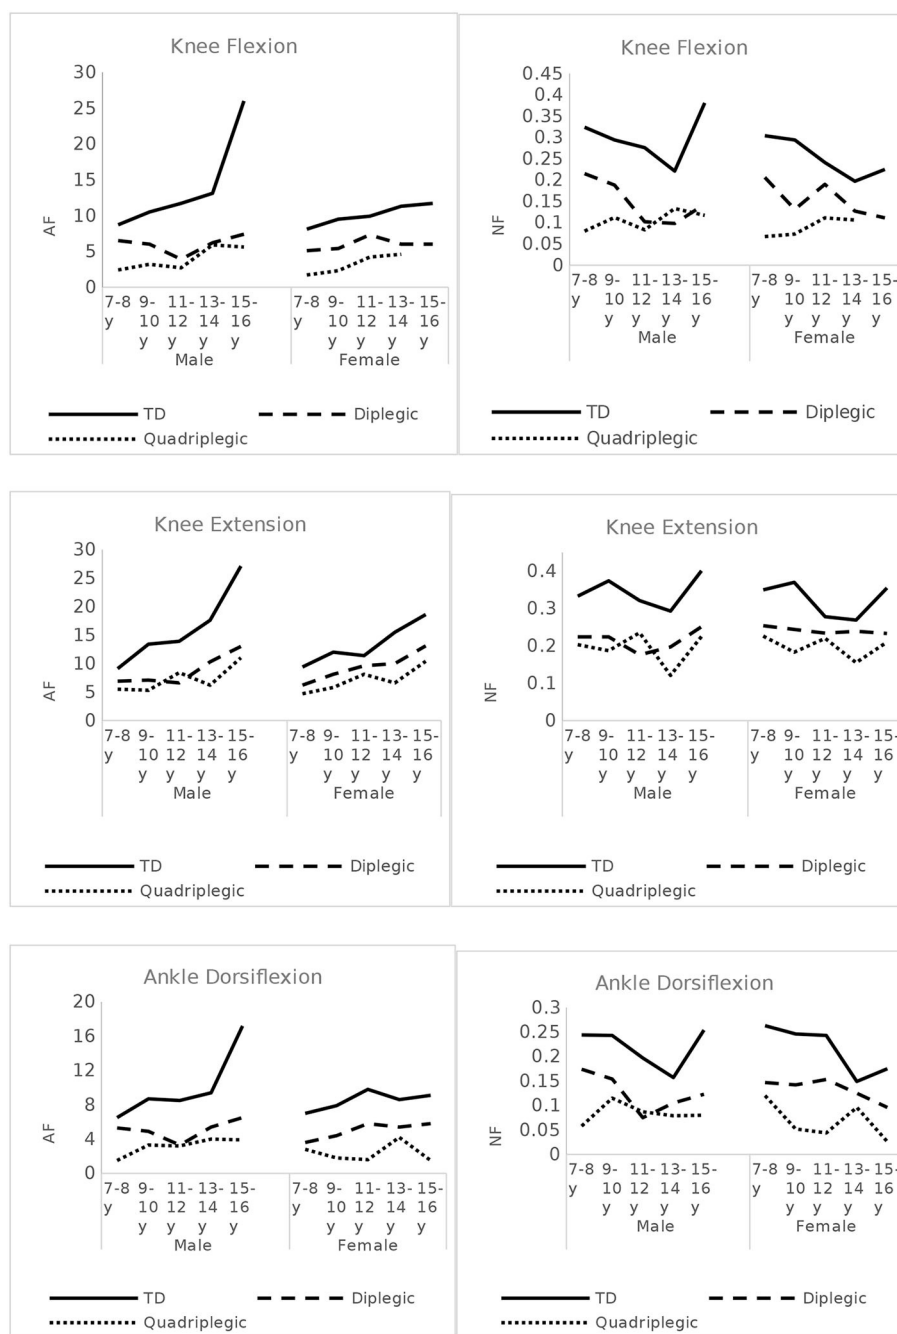 Knee Flexion
30
25
20
15
10
5
0
AF
7-8 9- 11- 13- 15-
y 10 12 14 16
y y y y
Male
7-8 9- 11- 13- 15-
y 10 12 14 16
y y y y
Female
TD Diplegic
Quadriplegic
Knee Flexion
0.45
0.4
0.35
0.3
0.25
0.2
0.15
0.1
0.05
0
NF
7-8 9- 11- 13- 15-
y 10 12 14 16
y y y y
Male
7-8 9- 11- 13- 15-
y 10 12 14 16
y y y y
Female
TD Diplegic
Quadriplegic
Knee Extension
30
25
20
15
10
5
0
AF
7-8 9- 11- 13- 15-
y 10 12 14 16
y y y y
Male
7-8 9- 11- 13- 15-
y 10 12 14 16
y y y y
Female
TD Diplegic
Quadriplegic
Knee Extension
0.4
0.3
0.2
0.1
0
NF
7-8 9- 11- 13- 15-
y 10 12 14 16
y y y y
Male
7-8 9- 11- 13- 15-
y 10 12 14 16
y y y y
Female
TD Diplegic
Quadriplegic
Ankle Dorsiflexion
20
16
12
8
4
0
AF
7-8 9- 11- 13- 15-
y 10 12 14 16
y y y y
Male
7-8 9- 11- 13- 15-
y 10 12 14 16
y y y y
Female
TD Diplegic
Quadriplegic
Ankle Dorsiflexion
0.3
0.25
0.2
0.15
0.1
0.05
0
NF
7-8 9- 11- 13- 15-
y 10 12 14 16
y y y y
Male
7-8 9- 11- 13- 15-
y 10 12 14 16
y y y y
Female
TD Diplegic
Quadriplegic